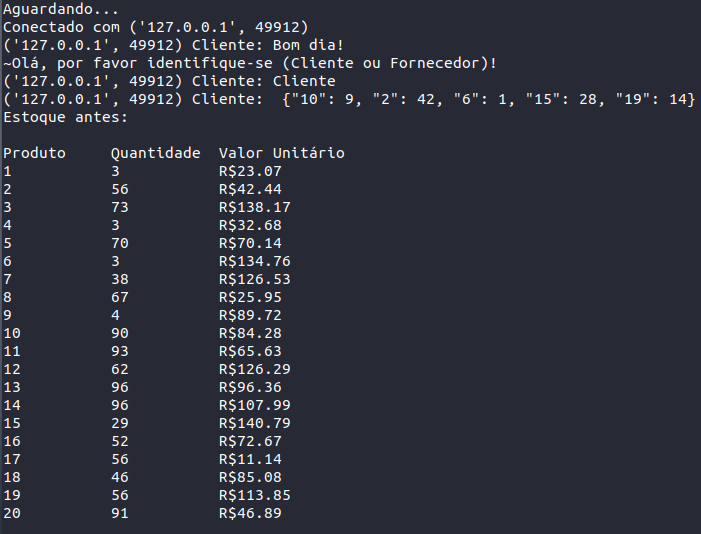 Aguardando...
Conectado com ('127.0.0.1', 49912)
('127.0.0.1', 49912) Cliente: Bom dia!
~Olá, por favor identifique-se (Cliente ou Fornecedor)!
('127.0.0.1', 49912) Cliente: Cliente
('127.0.0.1', 49912) Cliente:  {"10": 9, "2": 42, "6": 1, "15": 28, "19": 14}
Estoque antes:
Produto     Quantidade  Valor Unitário
1           3           R$23.07
2           56          R$42.44
3           73          R$138.17
4           3           R$32.68
5           70          R$70.14
6           3           R$134.76
7           38          R$126.53
8           67          R$25.95
9           4           R$89.72
10          90          R$84.28
11          93          R$65.63
12          62          R$126.29
13          96          R$96.36
14          96          R$107.99
15          29          R$140.79
16          52          R$72.67
17          56          R$11.14
18          46          R$85.08
19          56          R$113.85
20          91          R$46.89